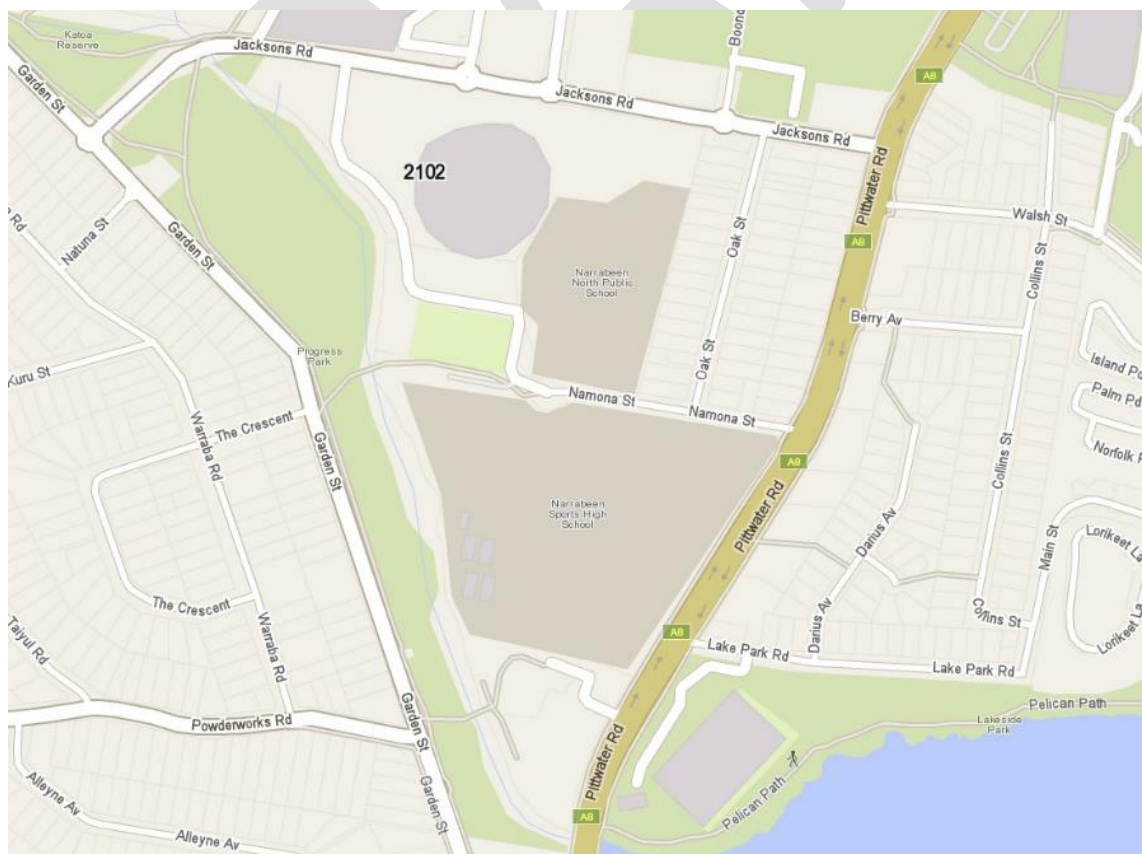 Katoa
Reserve
Jacksons Rd
Garden St
Boond
A8
Jacksons Rd
Jacksons Rd
2102
Pittwater Rd
Walsh St
Natuna St
Rd
Garden St
Oak St
A8
Collins St
Narrabeen
North Public
School
Berry Av
Progress
Park
Oak St
Island Pd
Kuru St
Palm Pd
Namona St
Namona St
The Crescent
Warraba Rd
Garden St
A8
Collins St
Norfolk
Narrabeen
Sports High
School
Pittwater Rd
Darius Av
Main St
Lorikeet La
The Crescent
Darius Av
Collins St
Taiyul Rd
Warraba Rd
A8
Lake Park Rd
Lake Park Rd
Lorikeet La
Garden St
Powderworks Rd
Pelican Path
Lakeside
Park
Pittwater Rd
Garden St
Alleyne Av
Pelican Path
A8
Alleyne Av